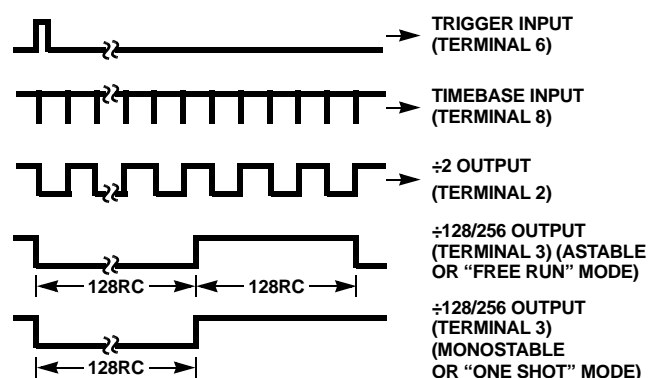 TRIGGER INPUT
(TERMINAL 6)
TIMEBASE INPUT
(TERMINAL 8)
÷2 OUTPUT
(TERMINAL 2)
÷128/256 OUTPUT
(TERMINAL 3) (ASTABLE
OR “FREE RUN” MODE)
128RC
128RC
÷128/256 OUTPUT
(TERMINAL 3)
(MONOSTABLE
OR “ONE SHOT” MODE)
128RC